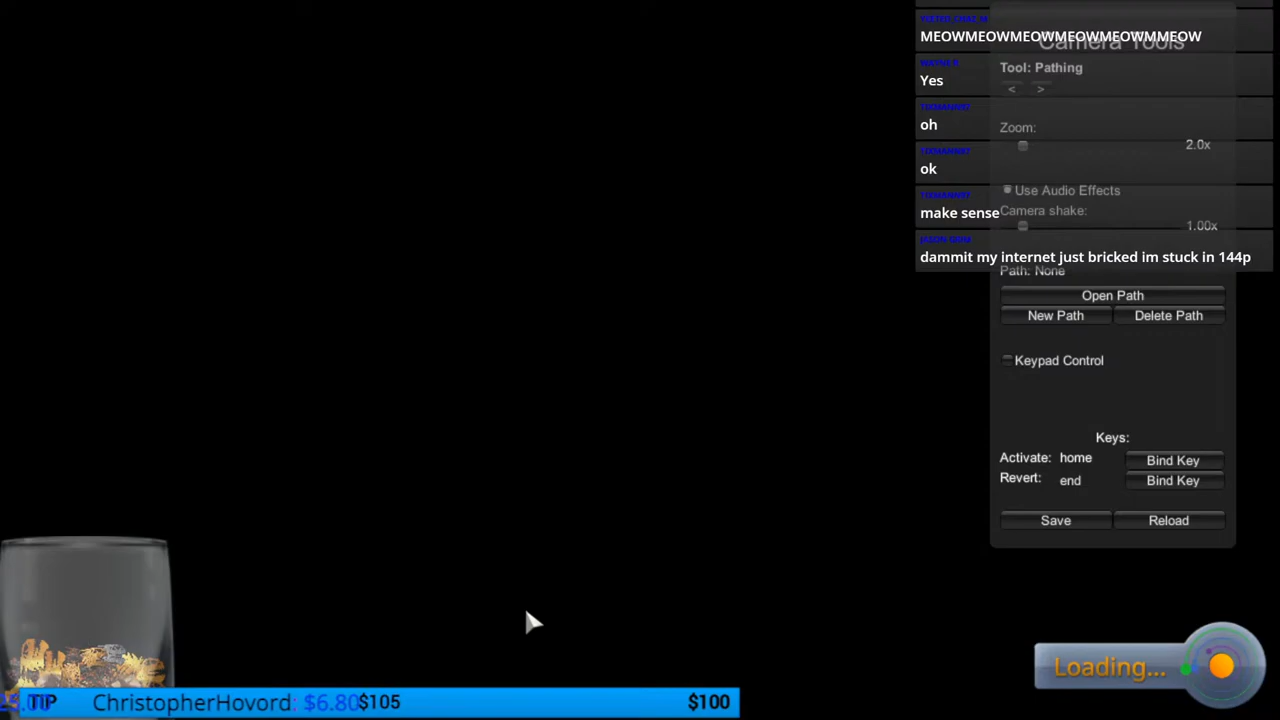 MEOWMEOWMEOWMEOWMEOWMMEOW
Camera Tools
Yes
Tool: Pathing
< >
oh
Zoom:
2.0x
ok
Use Audio Effects
make sense
Camera shake:
1.00x
dammit my internet just bricked im stuck in 144p
Path: None
Open Path
New Path
Delete Path
Keypad Control
Keys:
Activate: home
Bind Key
Revert: end
Bind Key
Save
Reload
Loading...
TIP
ChristopherHovord: $6.80
$105
$100